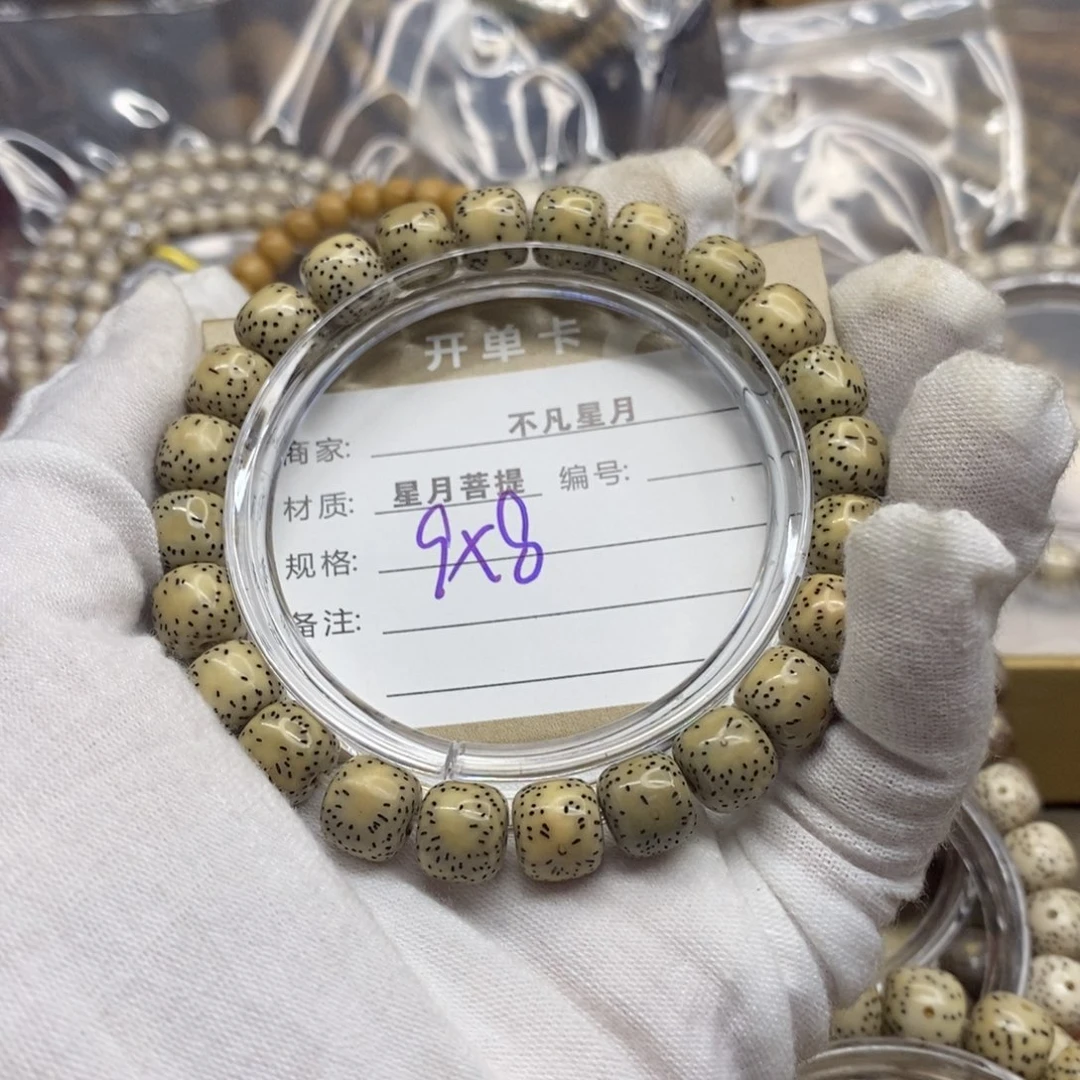 开单卡
商家: 不凡星月
材质: 星月菩提 编号:
规格: 9x8
备注: